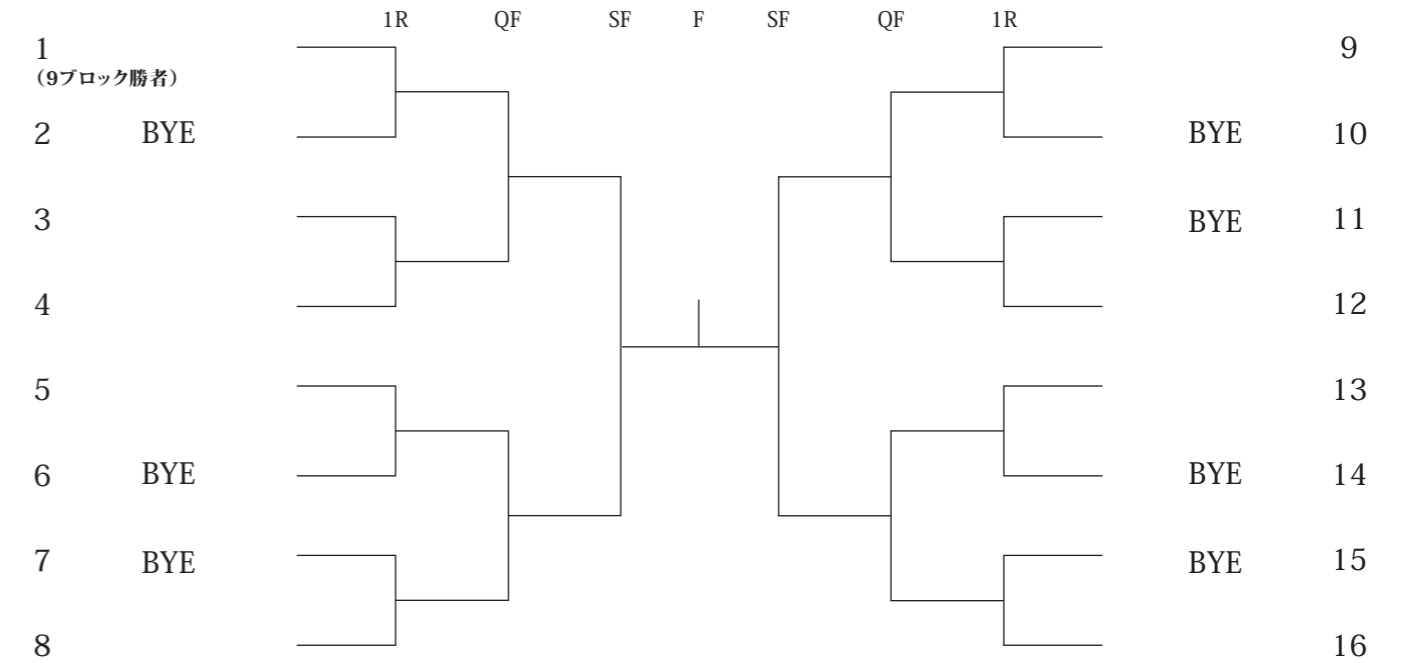 1R QF SF F SF QF 1R
1 9
（9ブロック勝者）
2 BYE BYE 10
3 BYE 11
4 12
5 13
6 BYE BYE 14
7 BYE BYE 15
8 16